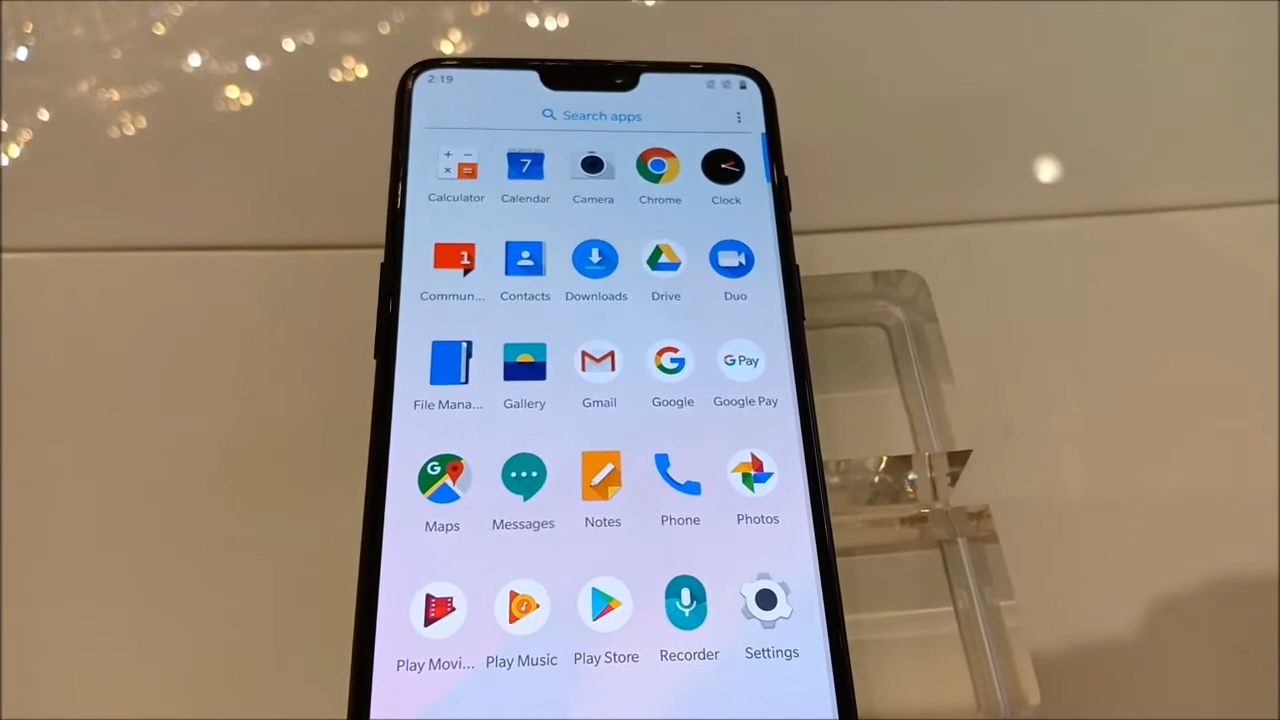 2:19
Search apps
7
Calculator Calendar Camera Chrome Clock
1
Commun... Contacts Downloads Drive Duo
G Pay
File Mana... Gallery Gmail Google Google Pay
G
Maps Messages Notes Phone Photos
Play Movi... Play Music Play Store Recorder Settings